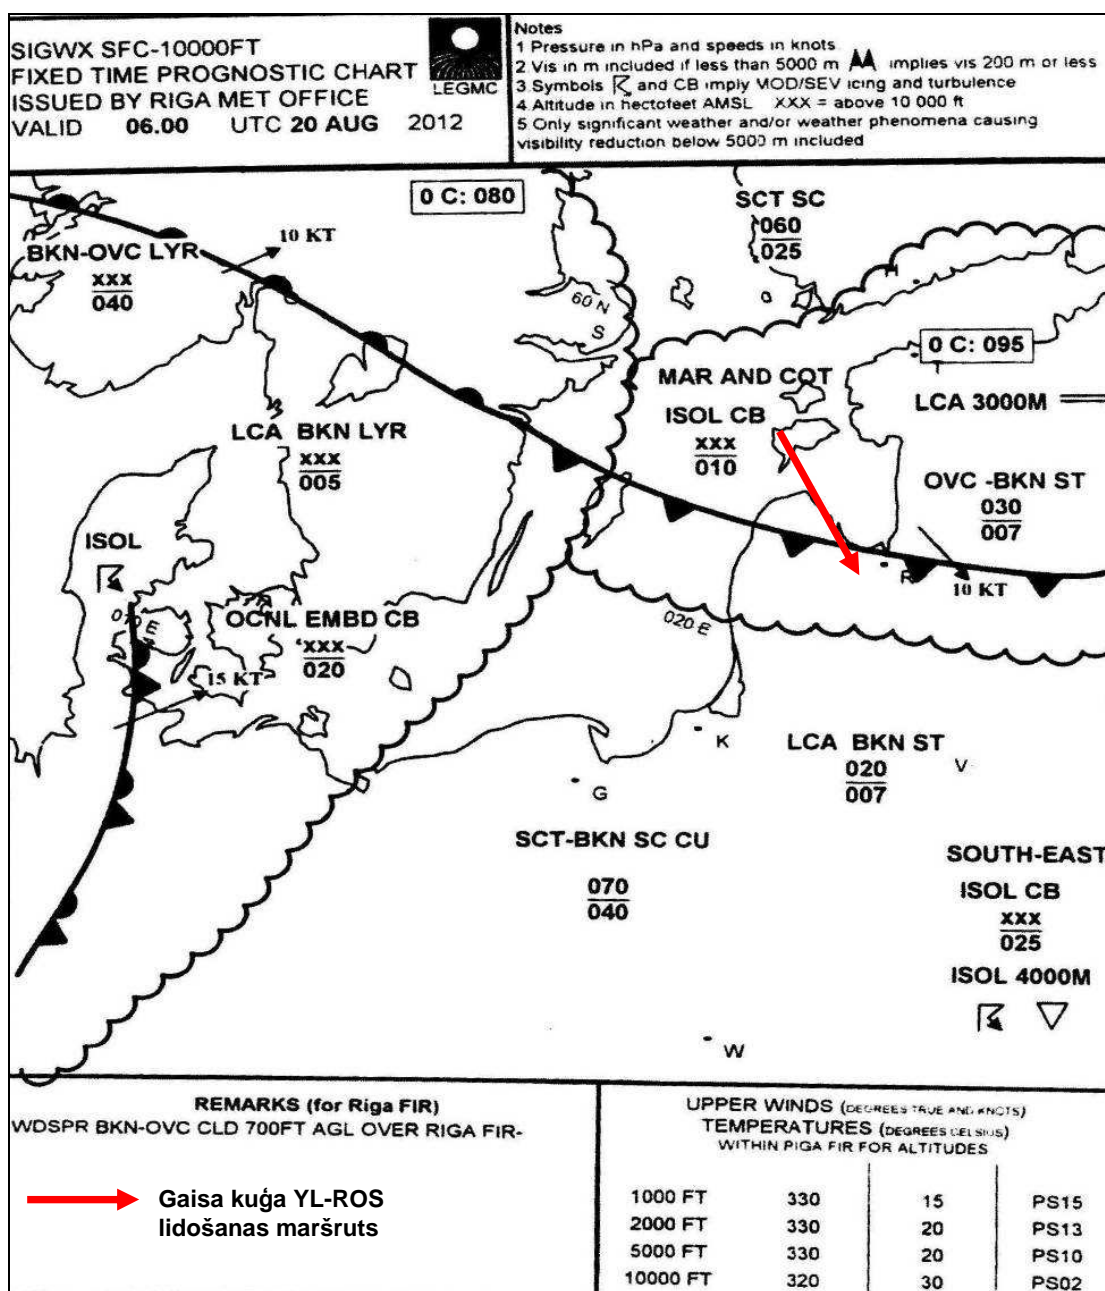 SIGWX SFC-10000FT
FIXED TIME PROGNOSTIC CHART
ISSUED BY RIGA MET OFFICE
VALID 06.00 UTC 20 AUG 2012
LEGMC
Notes
1 Pressure in hPa and speeds in knots
2 Vis in m included if less than 5000 m implies vis 200 m or less
3 Symbols and CB imply MOD/SEV icing and turbulence
4 Altitude in hectofeet AMSL XXX = above 10 000 ft
5 Only significant weather and/or weather phenomena causing
visibility reduction below 5000 m included
0 C: 080
SCT SC
060
025
BKN-OVC LYR
xxx
040
10 KT
60 N
S
0 C: 095
MAR AND COT
ISOL CB
xxx
010
LCA 3000M
LCA BKN LYR
xxx
005
OVC -BKN ST
030
007
ISOL
R
10 KT
010 E
OCNL EMBD CB
xxx
020
020 E
15 KT
K
LCA BKN ST
020
007
V
G
SCT-BKN SC CU
070
040
SOUTH-EAST
ISOL CB
xxx
025
ISOL 4000M
W
REMARKS (for Riga FIR)
WDSPR BKN-OVC CLD 700FT AGL OVER RIGA FIR-
Gaisa kuģa YL-ROS
lidošanas maršruts
UPPER WINDS (DEGREES TRUE AND KNOTS)
TEMPERATURES (DEGREES CELSIUS)
WITHIN RIGA FIR FOR ALTITUDES
1000 FT 330 15 PS15
2000 FT 330 20 PS13
5000 FT 330 20 PS10
10000 FT 320 30 PS02